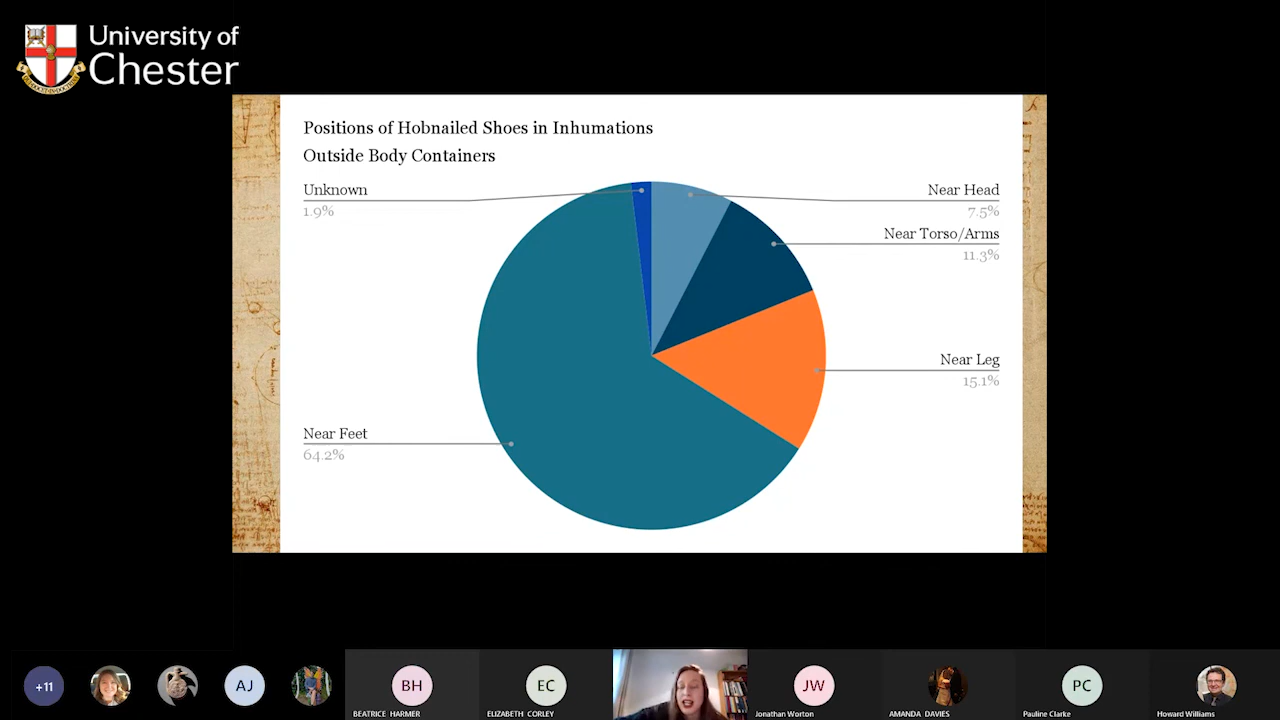 University of
Chester
Positions of Hobnailed Shoes in Inhumations
Outside Body Containers
Unknown
1.9%
Near Head
7.5%
Near Torso/Arms
11.3%
Near Leg
15.1%
Near Feet
64.2%
+11
AJ
BH
BEATRICE HARMER
EC
ELIZABETH CORLEY
JW
Jonathan Worton
AMANDA DAVIES
PC
Pauline Clarke
Howard Williams